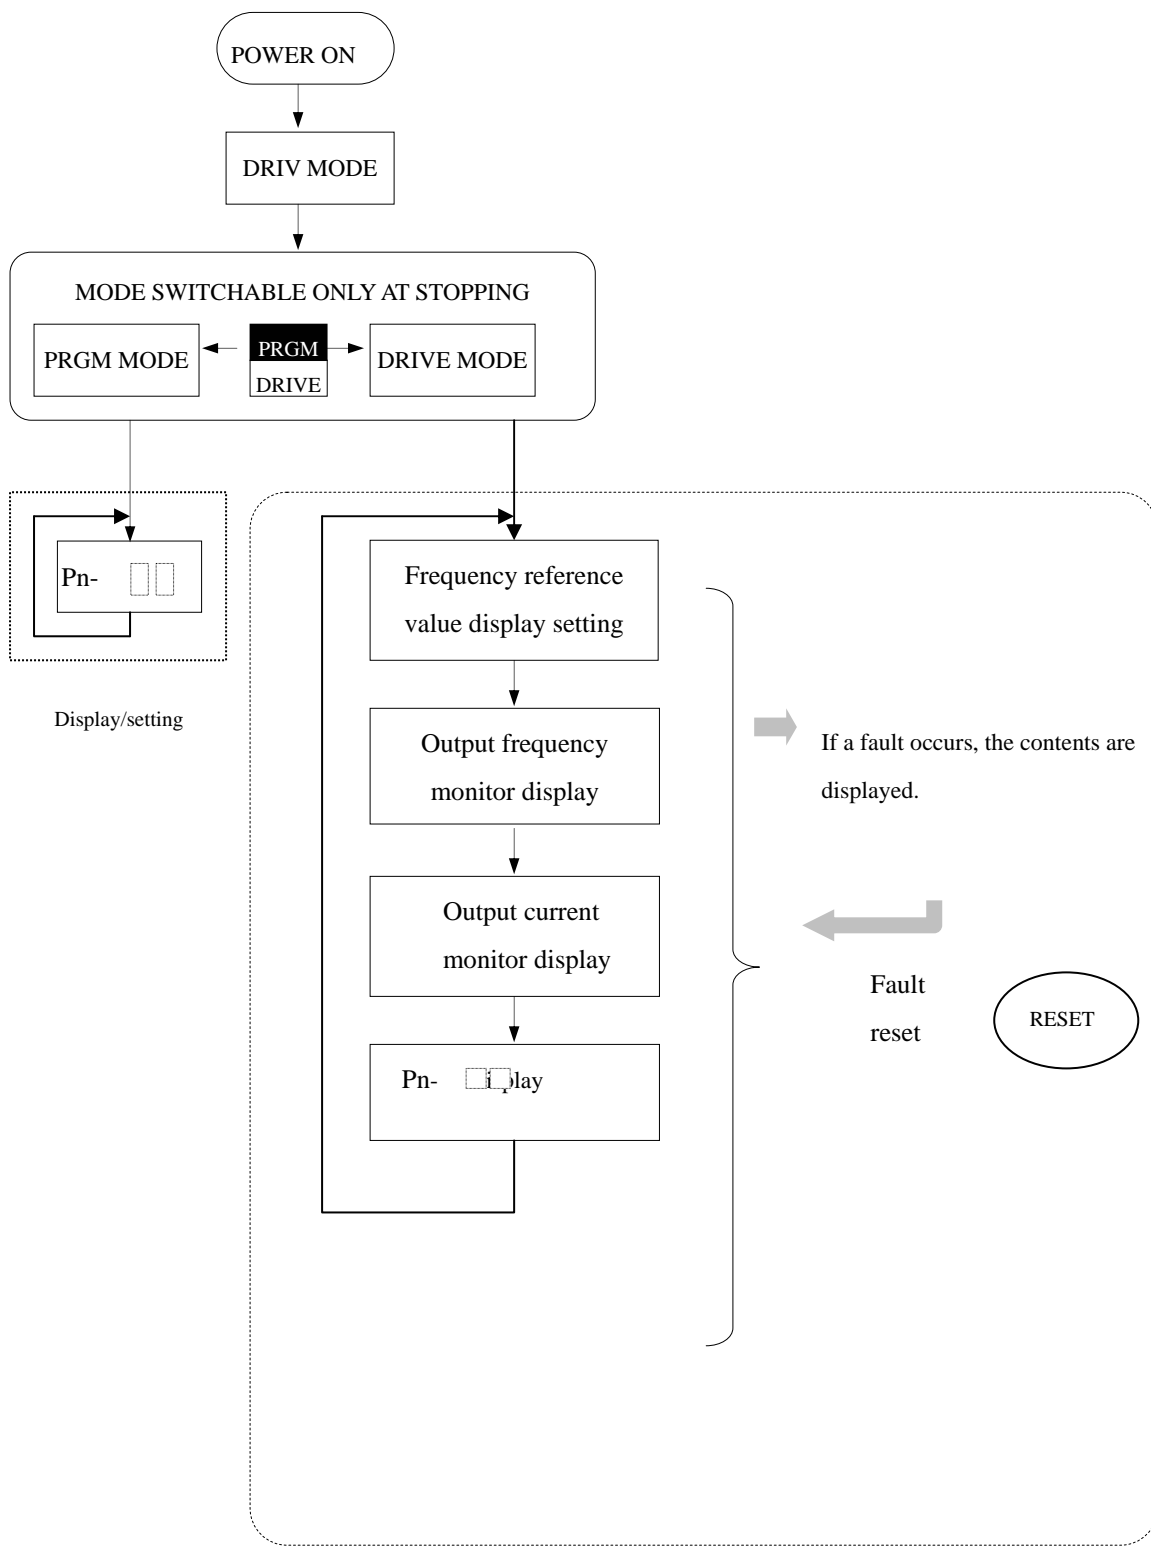 POWER ON
DRIV MODE
MODE SWITCHABLE ONLY AT STOPPING
PRGM MODE
PRGM
DRIVE
DRIVE MODE
Pn-
Display/setting
Frequency reference
value display setting
Output frequency
monitor display
Output current
monitor display
Pn-
If a fault occurs, the contents are
displayed.
Fault
reset
RESET